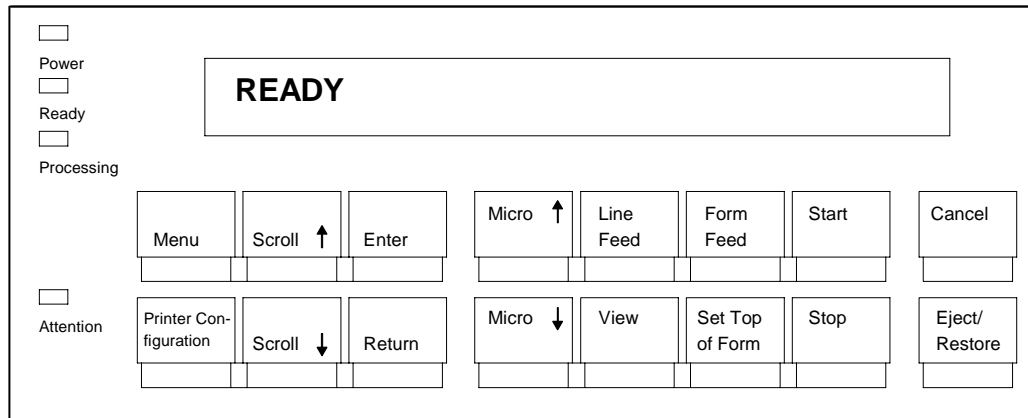 Power
READY
Ready
Processing
Menu
Scroll ↑
Enter
Micro ↑
Line
Feed
Form
Feed
Start
Cancel
Attention
Printer Con-
figuration
Scroll ↓
Return
Micro ↓
View
Set Top
of Form
Stop
Eject/
Restore